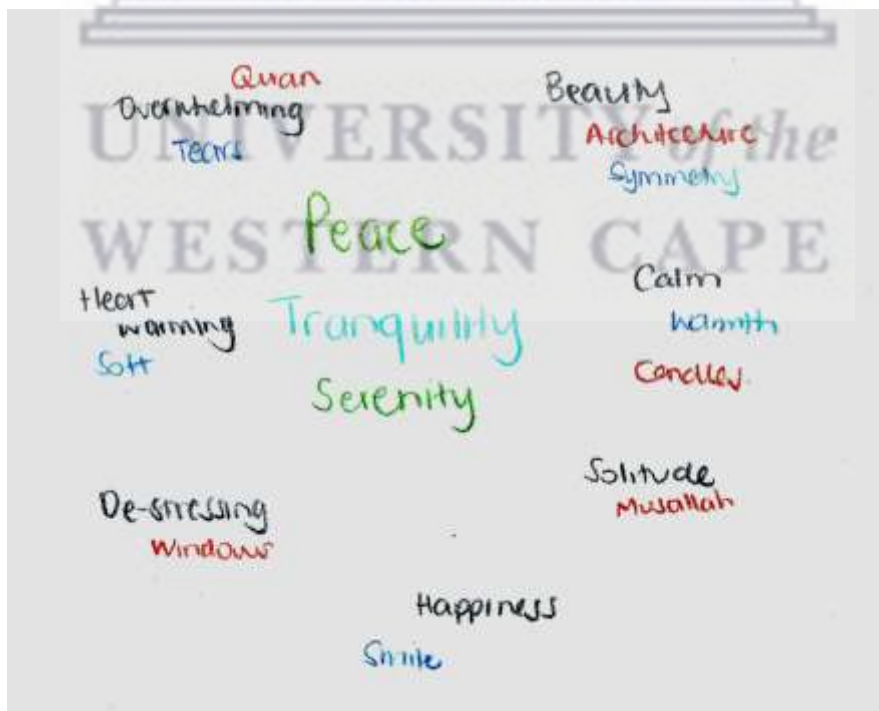 Quran
Overwhelming
Tears
Beauty
Architecture
Symmetry
UNIVERSITY of the
WESTERN CAPE
Peace
Tranquility
Serenity
Heart
warming
Soft
Calm
Warmth
Candles
De-stressing
Windows
Solitude
Musallah
Happiness
Smile